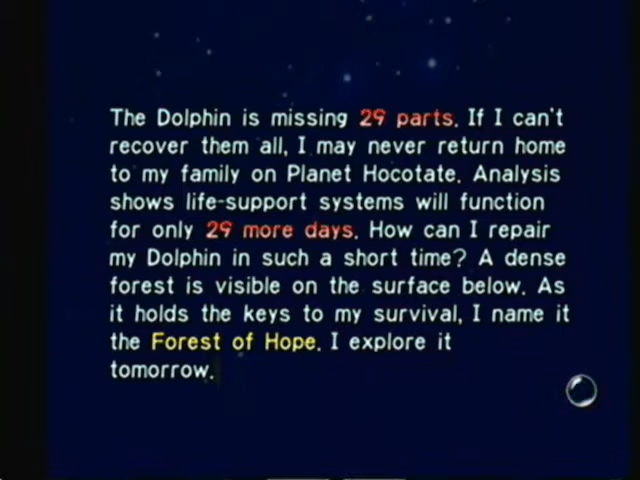 The Dolphin is missing 29 parts. If I can't
recover them all, I may never return home
to my family on Planet Hocotate. Analysis
shows life-support systems will function
for only 29 more days. How can I repair
my Dolphin in such a short time? A dense
forest is visible on the surface below. As
it holds the keys to my survival, I name it
the Forest of Hope. I explore it
tomorrow.